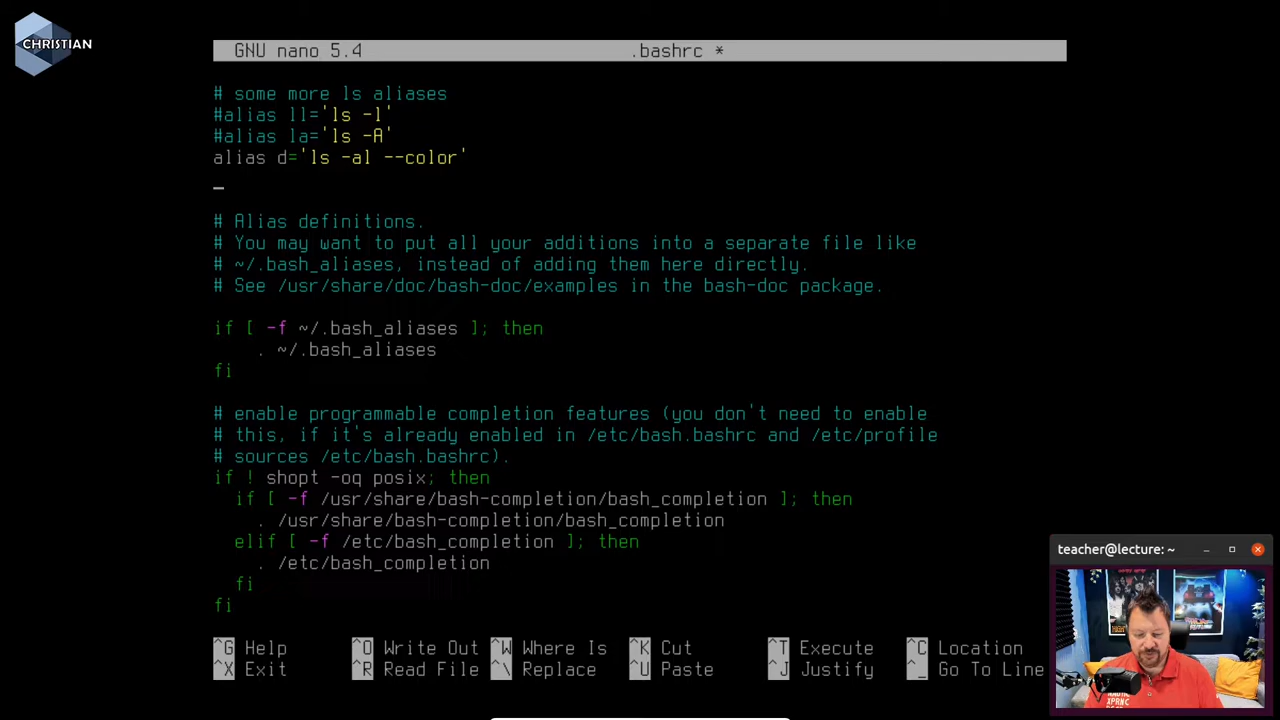 CHRISTIAN
GNU nano 5.4 .bashrc *
# some more ls aliases
#alias ll='ls -l'
#alias la='ls -A'
alias d='ls -al --color'
# Alias definitions.
# You may want to put all your additions into a separate file like
# ~/.bash_aliases, instead of adding them here directly.
# See /usr/share/doc/bash-doc/examples in the bash-doc package.
if [ -f ~/.bash_aliases ]; then
    . ~/.bash_aliases
fi
# enable programmable completion features (you don't need to enable
# this, if it's already enabled in /etc/bash.bashrc and /etc/profile
# sources /etc/bash.bashrc).
if ! shopt -oq posix; then
  if [ -f /usr/share/bash-completion/bash_completion ]; then
    . /usr/share/bash-completion/bash_completion
  elif [ -f /etc/bash_completion ]; then
    . /etc/bash_completion
  fi
fi
teacher@lecture: ~
^G Help ^O Write Out ^W Where Is ^K Cut ^T Execute ^C Location
^X Exit ^R Read File ^\ Replace ^U Paste ^J Justify ^_ Go To Line